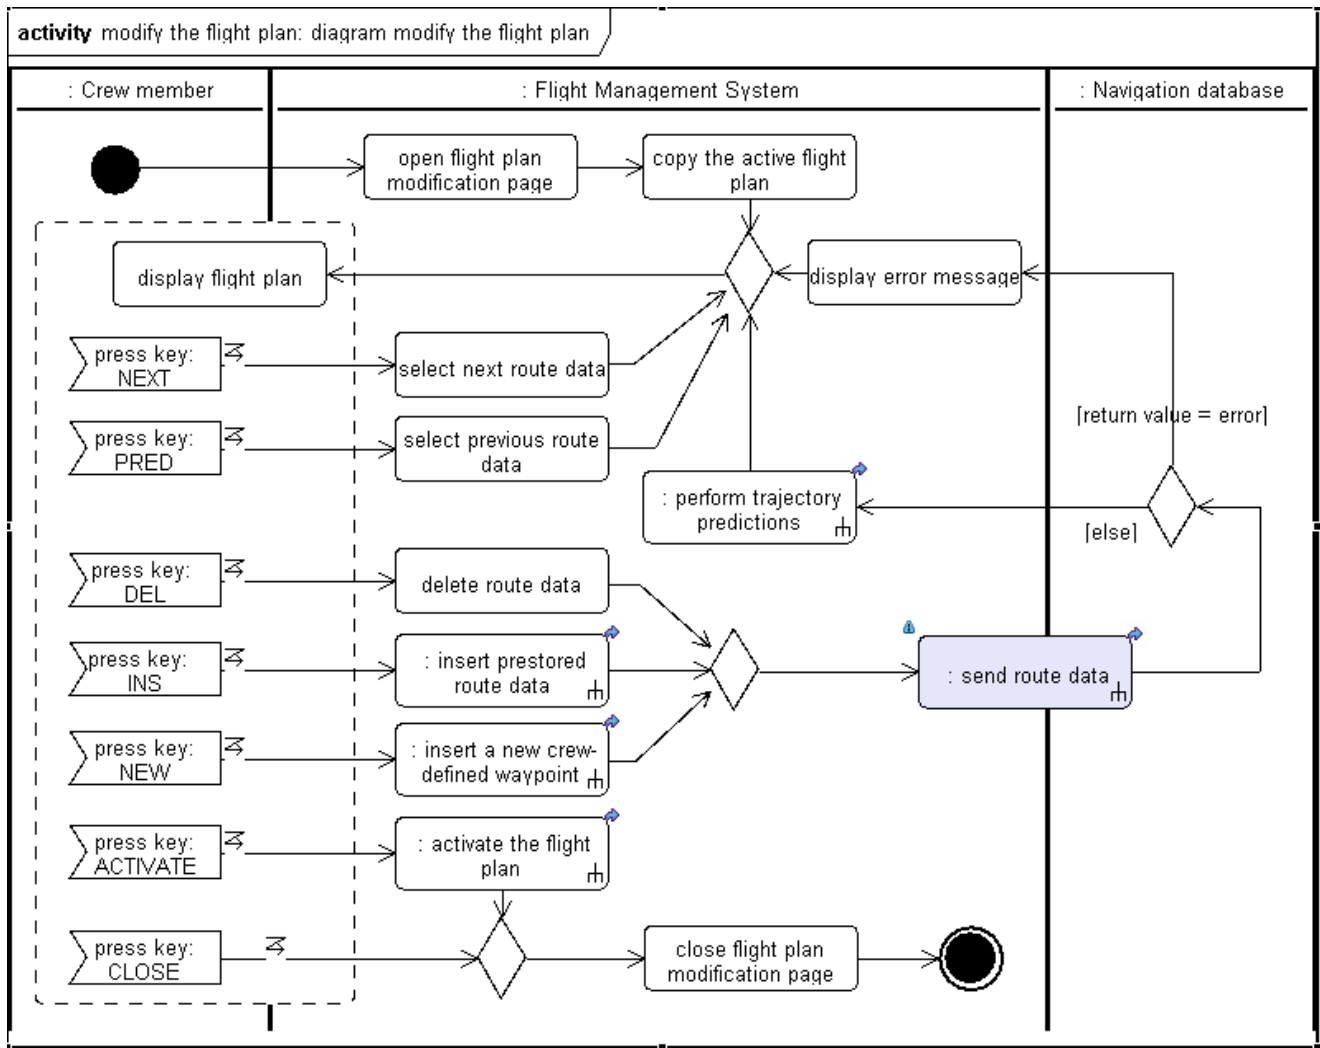 activity modify the flight plan: diagram modify the flight plan
: Crew member
: Flight Management System
: Navigation database
open flight plan
modification page
copy the active flight
plan
display flight plan
display error message
press key:
NEXT
select next route data
[return value = error]
press key:
PRED
select previous route
data
: perform trajectory
predictions
[else]
press key:
DEL
delete route data
press key:
INS
: insert prestored
route data
: send route data
press key:
NEW
: insert a new crew-
defined waypoint
press key:
ACTIVATE
: activate the flight
plan
press key:
CLOSE
close flight plan
modification page